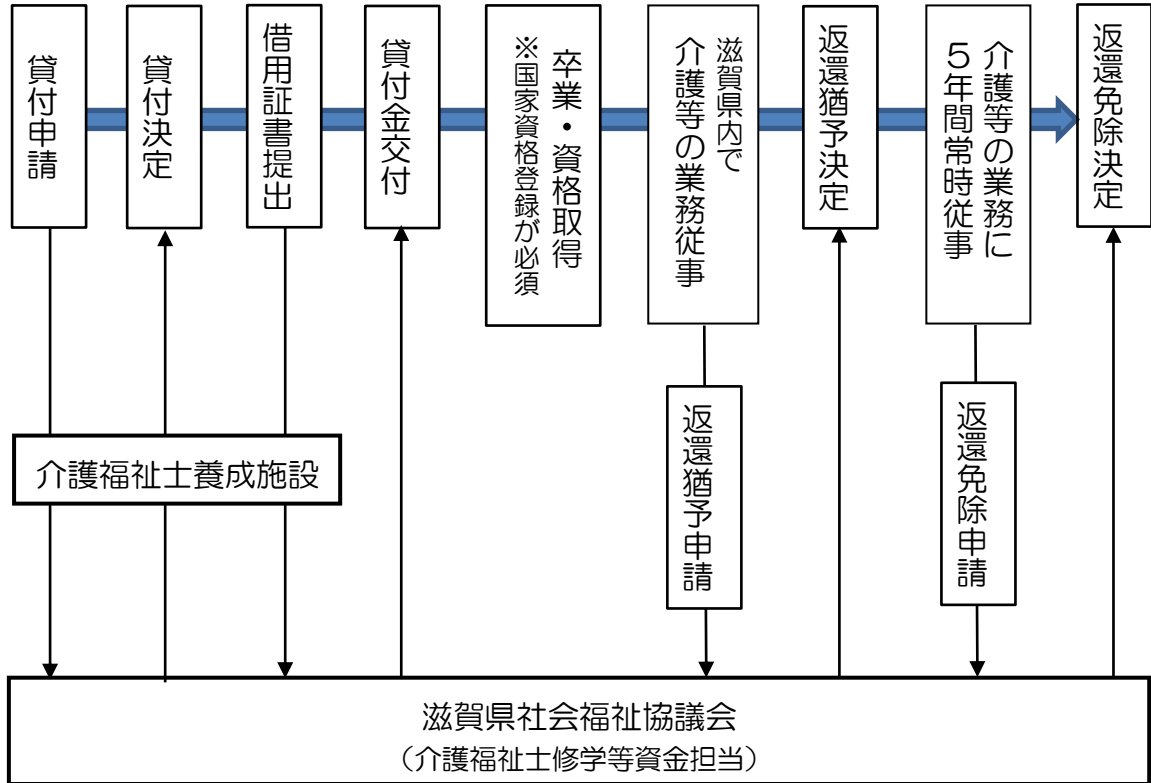 貸付申請
貸付決定
借用証書提出
貸付金交付
卒業・資格取得
※国家資格登録が必須
滋賀県内で
介護等の業務従事
返還猶予決定
介護等の業務に
５年間常時従事
返還免除決定
返還猶予申請
返還免除申請
介護福祉士養成施設
滋賀県社会福祉協議会
（介護福祉士修学等資金担当）